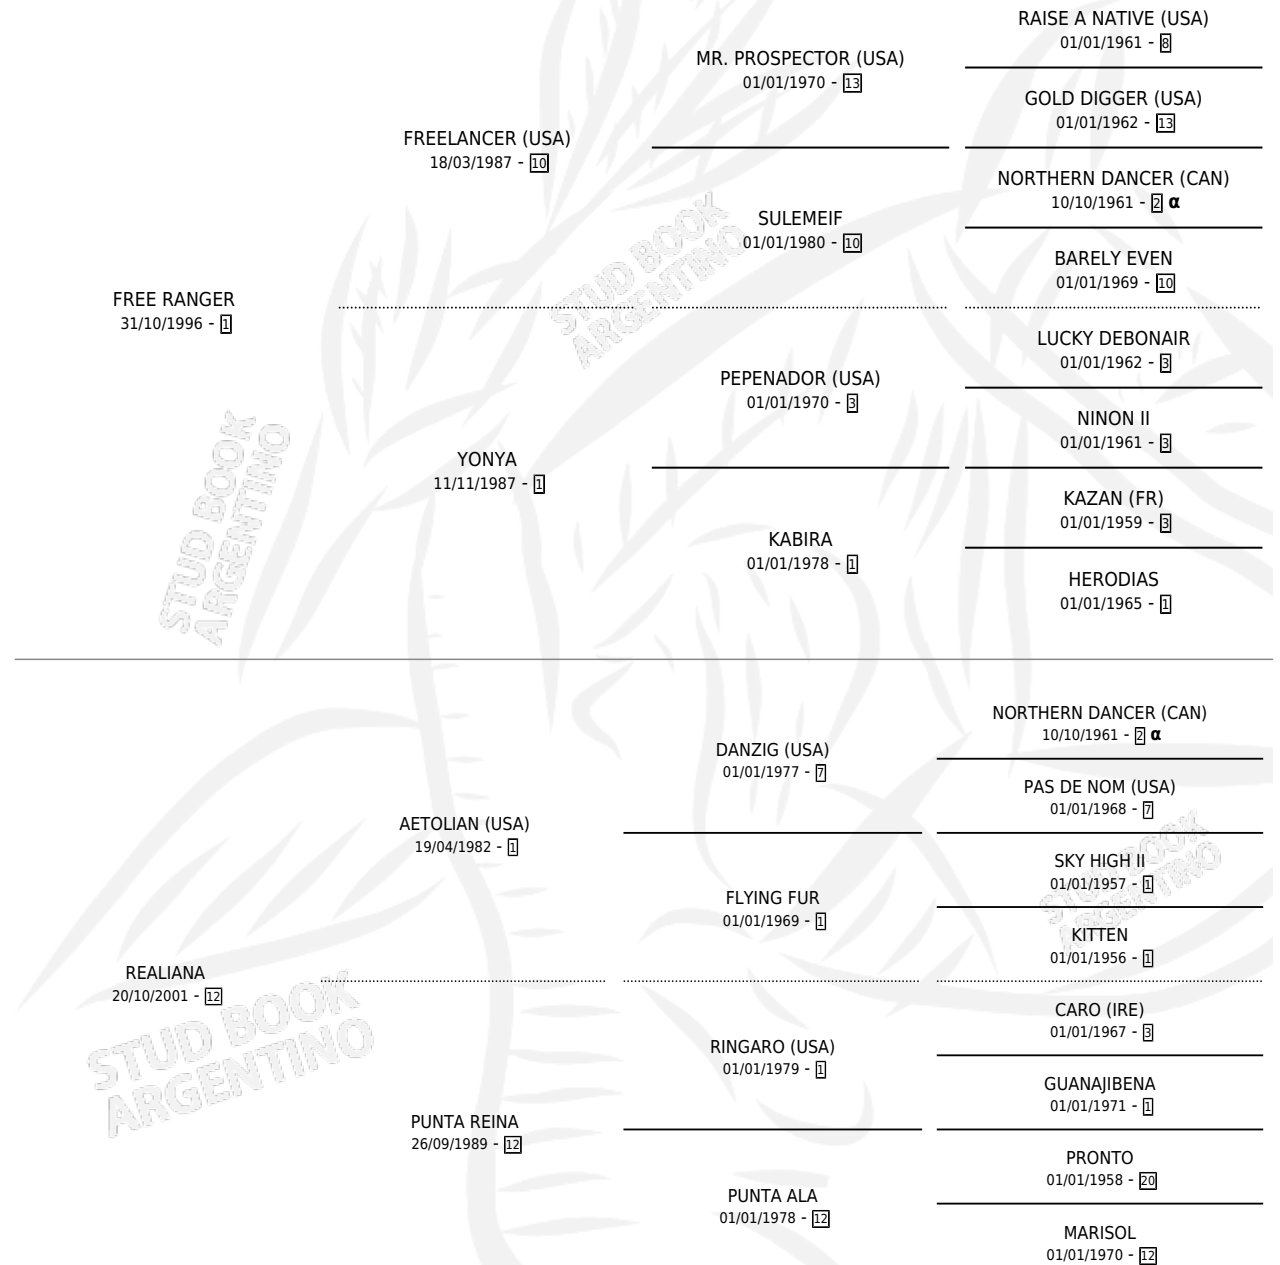 RAISE A NATIVE (USA)
01/01/1961 - 8
MR. PROSPECTOR (USA)
01/01/1970 - 13
GOLD DIGGER (USA)
01/01/1962 - 13
FREELANCER (USA)
18/03/1987 - 10
NORTHERN DANCER (CAN)
10/10/1961 - 2 α
SULEMEIF
01/01/1980 - 10
BARELY EVEN
01/01/1969 - 10
STUD BOOK
ARGENTINO
FREE RANGER
31/10/1996 - 1
LUCKY DEBONAIR
01/01/1962 - 3
PEPENADOR (USA)
01/01/1970 - 3
NINON II
01/01/1961 - 3
YONYA
11/11/1987 - 1
KAZAN (FR)
01/01/1959 - 3
KABIRA
01/01/1978 - 1
HERODIAS
01/01/1965 - 1
STUD BOOK
ARGENTINO
NORTHERN DANCER (CAN)
10/10/1961 - 2 α
DANZIG (USA)
01/01/1977 - 7
PAS DE NOM (USA)
01/01/1968 - 7
AETOLIAN (USA)
19/04/1982 - 1
SKY HIGH II
01/01/1957 - 1
FLYING FUR
01/01/1969 - 1
KITTEN
01/01/1956 - 1
STUD BOOK
ARGENTINO
REALIANA
20/10/2001 - 12
CARO (IRE)
01/01/1967 - 3
RINGARO (USA)
01/01/1979 - 1
GUANAJIBENA
01/01/1971 - 1
STUD BOOK
ARGENTINO
PUNTA REINA
26/09/1989 - 12
PRONTO
01/01/1958 - 20
PUNTA ALA
01/01/1978 - 12
MARISOL
01/01/1970 - 12